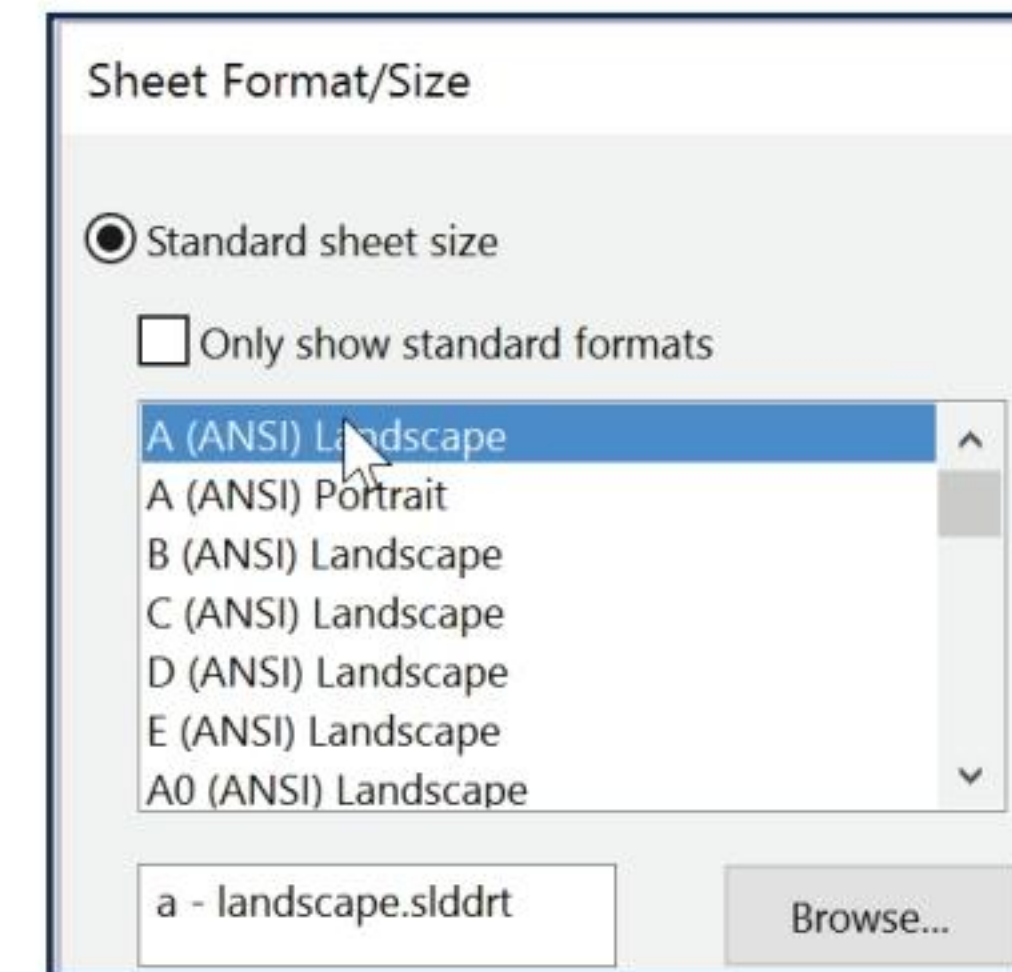 Sheet Format/Size
Standard sheet size
Only show standard formats
A (ANSI) Landscape
A (ANSI) Portrait
B (ANSI) Landscape
C (ANSI) Landscape
D (ANSI) Landscape
E (ANSI) Landscape
A0 (ANSI) Landscape
a - landscape.slddrt
Browse...